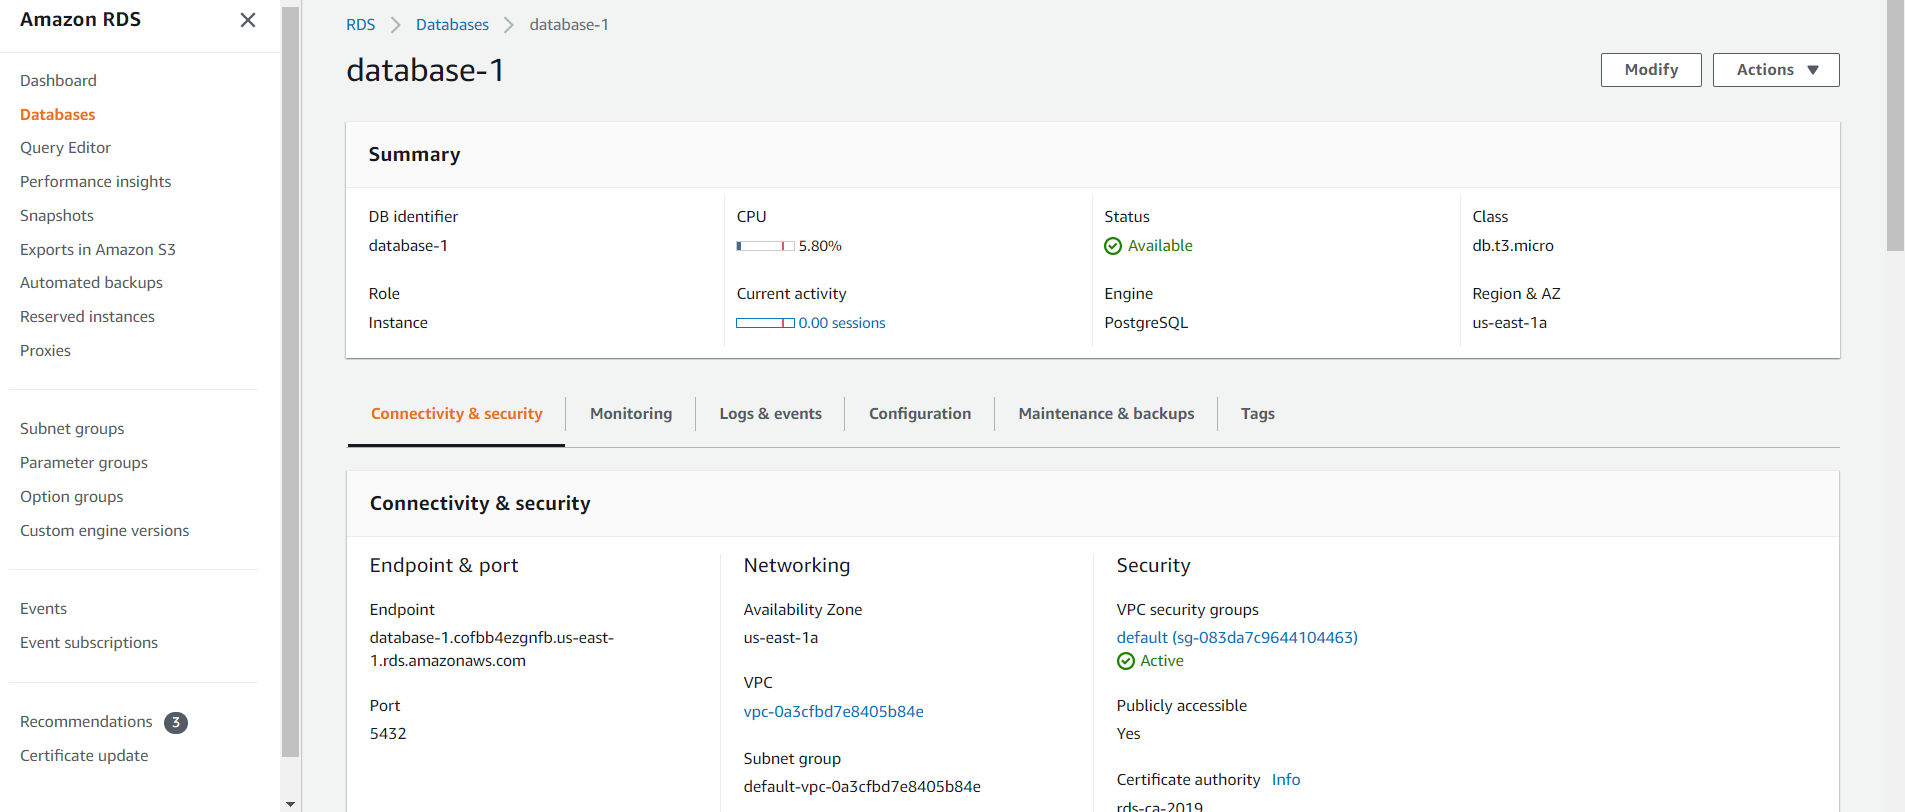 Amazon RDS
Dashboard
Databases
Query Editor
Performance insights
Snapshots
Exports in Amazon S3
Automated backups
Reserved instances
Proxies
Subnet groups
Parameter groups
Option groups
Custom engine versions
Events
Event subscriptions
Recommendations 3
Certificate update
RDS > Databases > database-1
database-1
Modify
Actions
Summary
DB identifier
database-1
CPU
5.80%
Status
Available
Class
db.t3.micro
Role
Instance
Current activity
0.00 sessions
Engine
PostgreSQL
Region & AZ
us-east-1a
Connectivity & security
Monitoring
Logs & events
Configuration
Maintenance & backups
Tags
Connectivity & security
Endpoint & port
Endpoint
database-1.cofbb4ezgnfb.us-east-
1.rds.amazonaws.com
Port
5432
Networking
Availability Zone
us-east-1a
VPC
vpc-0a3cfbd7e8405b84e
Subnet group
default-vpc-0a3cfbd7e8405b84e
Security
VPC security groups
default (sg-083da7c9644104463)
Active
Publicly accessible
Yes
Certificate authority Info
rds-ca-2019